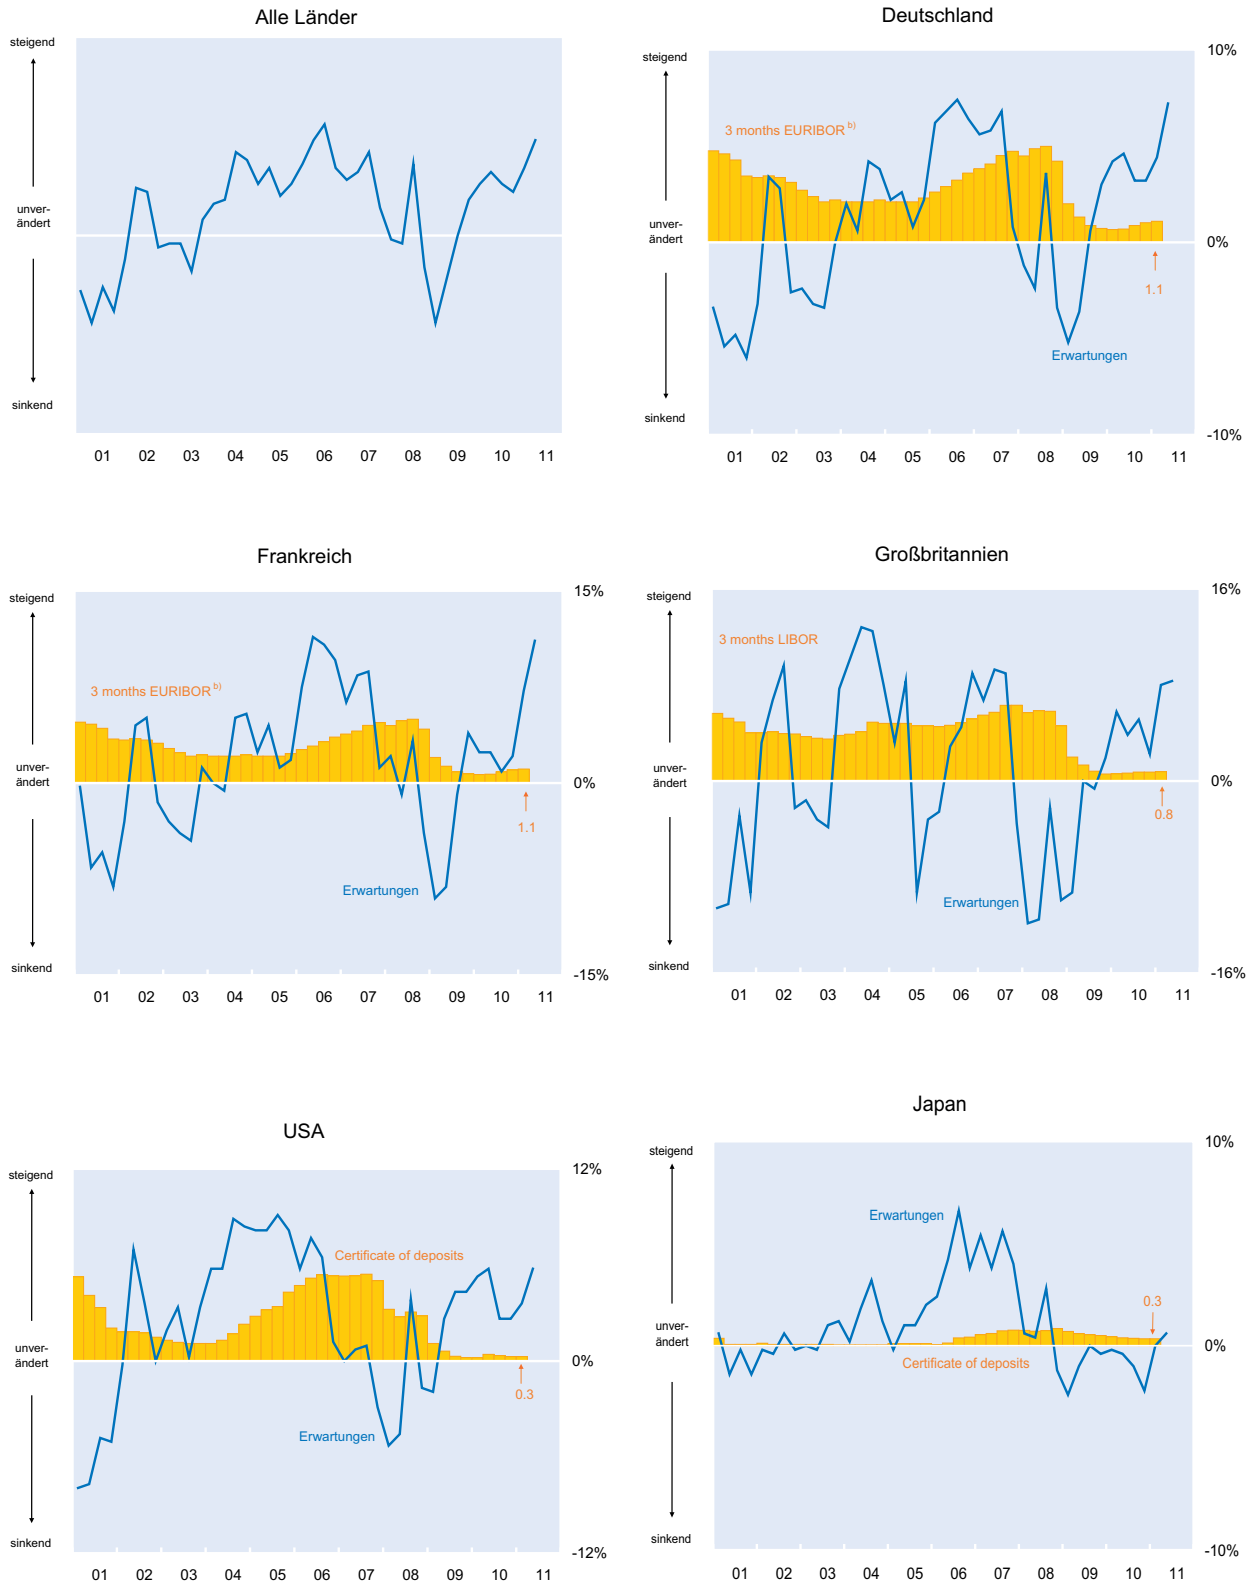 Alle Länder
steigend
unver-
ändert
sinkend
01 02 03 04 05 06 07 08 09 10 11
Deutschland
steigend
unver-
ändert
sinkend
3 months EURIBOR b)
Erwartungen
1.1
10%
0%
-10%
01 02 03 04 05 06 07 08 09 10 11
Frankreich
steigend
unver-
ändert
sinkend
3 months EURIBOR b)
Erwartungen
1.1
15%
0%
-15%
01 02 03 04 05 06 07 08 09 10 11
Großbritannien
steigend
unver-
ändert
sinkend
3 months LIBOR
Erwartungen
0.8
16%
0%
-16%
01 02 03 04 05 06 07 08 09 10 11
USA
steigend
unver-
ändert
sinkend
Certificate of deposits
Erwartungen
0.3
12%
0%
-12%
01 02 03 04 05 06 07 08 09 10 11
Japan
steigend
unver-
ändert
sinkend
Erwartungen
0.3
Certificate of deposits
10%
0%
-10%
01 02 03 04 05 06 07 08 09 10 11